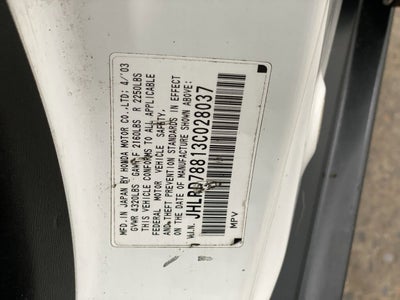 MFD.IN JAPAN BY HONDA MOTOR CO.,LTD: 4/'03
GVWR 4320LBS GAWR F 2160LBS R 2250LBS
THIS VEHICLE CONFORMS TO ALL APPLICABLE
FEDERAL MOTOR VEHICLE SAFETY,
AND THEFT PREVENTION STANDARDS IN EFFECT
ON THE DATE OF MANUFACTURE SHOWN ABOVE.
V.I.N. JHLRD78813C028037
MPV